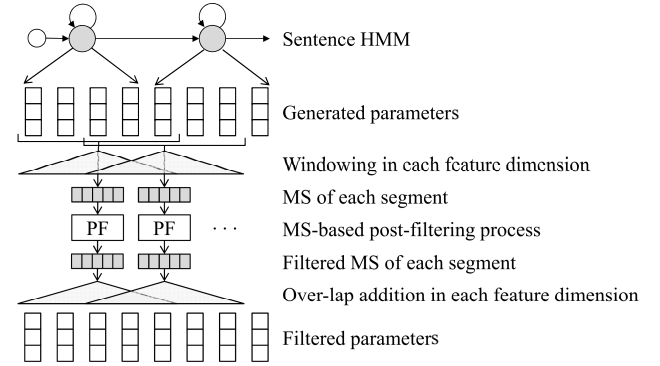 Sentence HMM
Generated parameters
Windowing in each feature dimension
MS of each segment
PF PF . . . MS-based post-filtering process
Filtered MS of each segment
Over-lap addition in each feature dimension
Filtered parameters